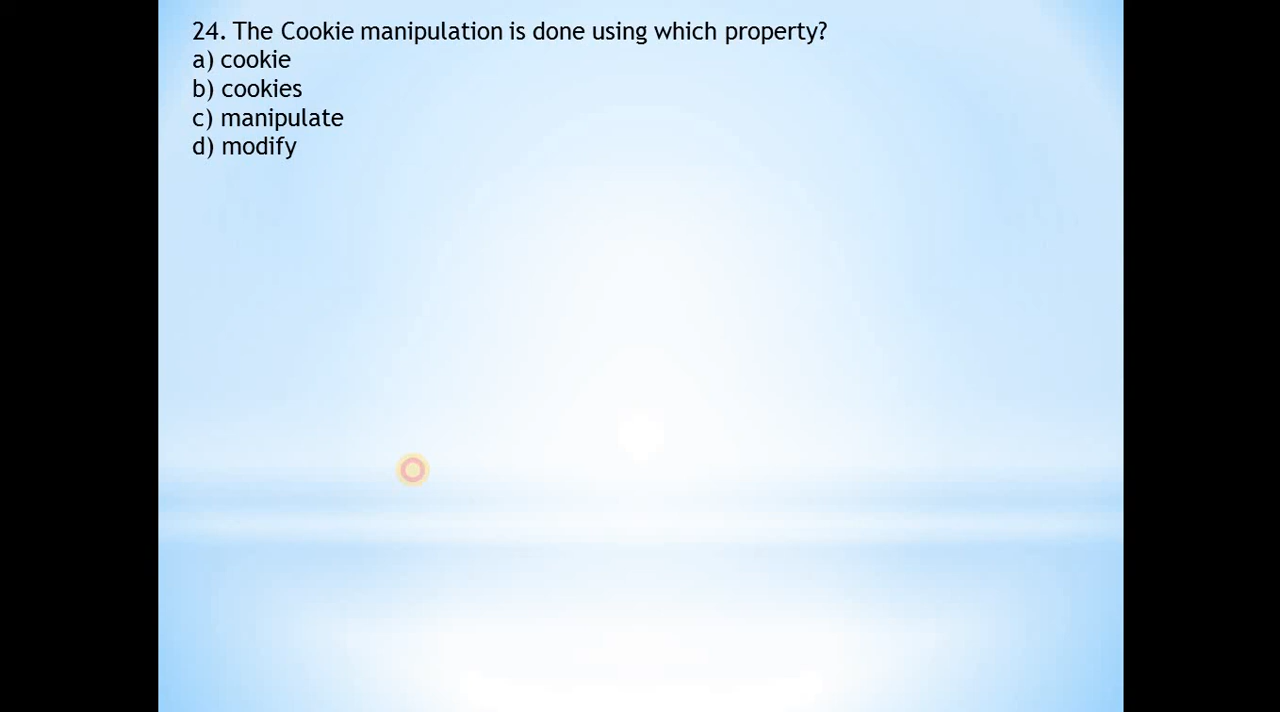 24. The Cookie manipulation is done using which property?
a) cookie
b) cookies
c) manipulate
d) modify